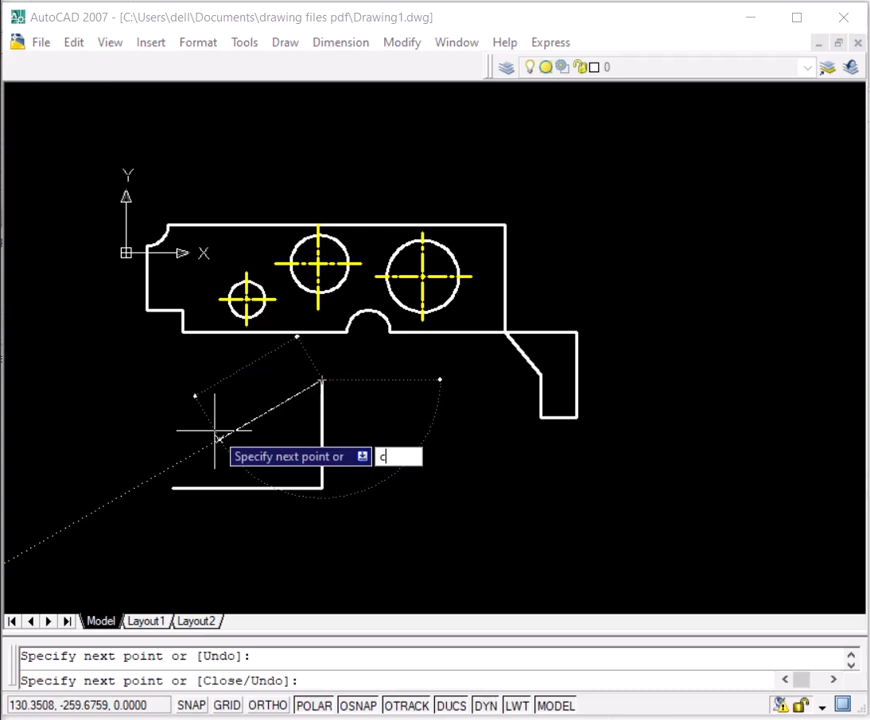 AutoCAD 2007 - [C:\Users\dell\Documents\drawing files pdf\Drawing1.dwg]
File Edit View Insert Format Tools Draw Dimension Modify Window Help Express
0
Y
X
Specify next point or c
Model Layout1 Layout2
Specify next point or [Undo]:
Specify next point or [Close/Undo]:
130.3508, -259.6759, 0.0000 SNAP GRID ORTHO POLAR OSNAP OTRACK DUCS DYN LWT MODEL